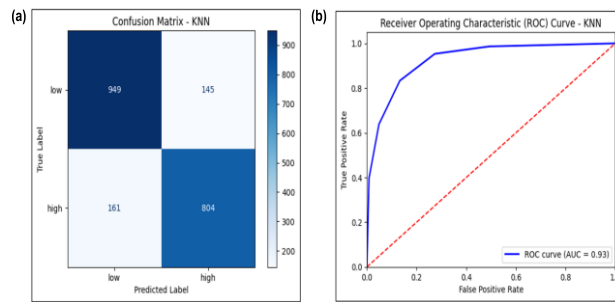 (a)
Confusion Matrix - KNN
True Label
low
high
949 145
161 804
low high
Predicted Label
900
800
700
600
500
400
300
200
(b)
Receiver Operating Characteristic (ROC) Curve - KNN
True Positive Rate
1.0
0.8
0.6
0.4
0.2
0.0
0.0 0.2 0.4 0.6 0.8
False Positive Rate
ROC curve (AUC = 0.93)